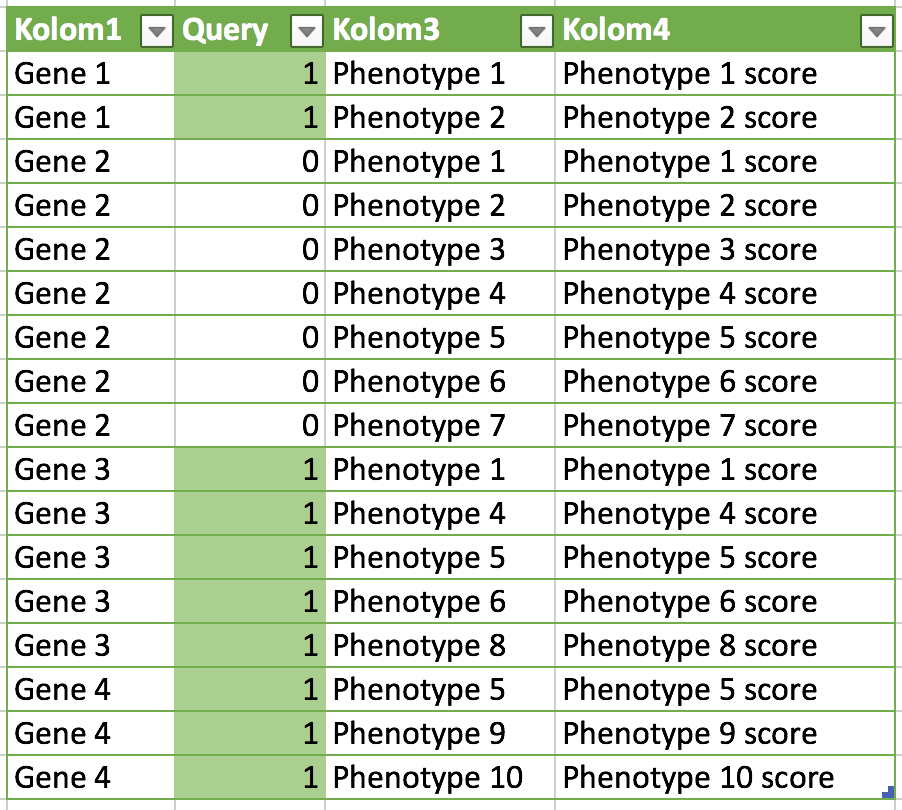 Kolom1 Query Kolom3 Kolom4
Gene 1 1 Phenotype 1 Phenotype 1 score
Gene 1 1 Phenotype 2 Phenotype 2 score
Gene 2 0 Phenotype 1 Phenotype 1 score
Gene 2 0 Phenotype 2 Phenotype 2 score
Gene 2 0 Phenotype 3 Phenotype 3 score
Gene 2 0 Phenotype 4 Phenotype 4 score
Gene 2 0 Phenotype 5 Phenotype 5 score
Gene 2 0 Phenotype 6 Phenotype 6 score
Gene 2 0 Phenotype 7 Phenotype 7 score
Gene 3 1 Phenotype 1 Phenotype 1 score
Gene 3 1 Phenotype 4 Phenotype 4 score
Gene 3 1 Phenotype 5 Phenotype 5 score
Gene 3 1 Phenotype 6 Phenotype 6 score
Gene 3 1 Phenotype 8 Phenotype 8 score
Gene 4 1 Phenotype 5 Phenotype 5 score
Gene 4 1 Phenotype 9 Phenotype 9 score
Gene 4 1 Phenotype 10 Phenotype 10 score